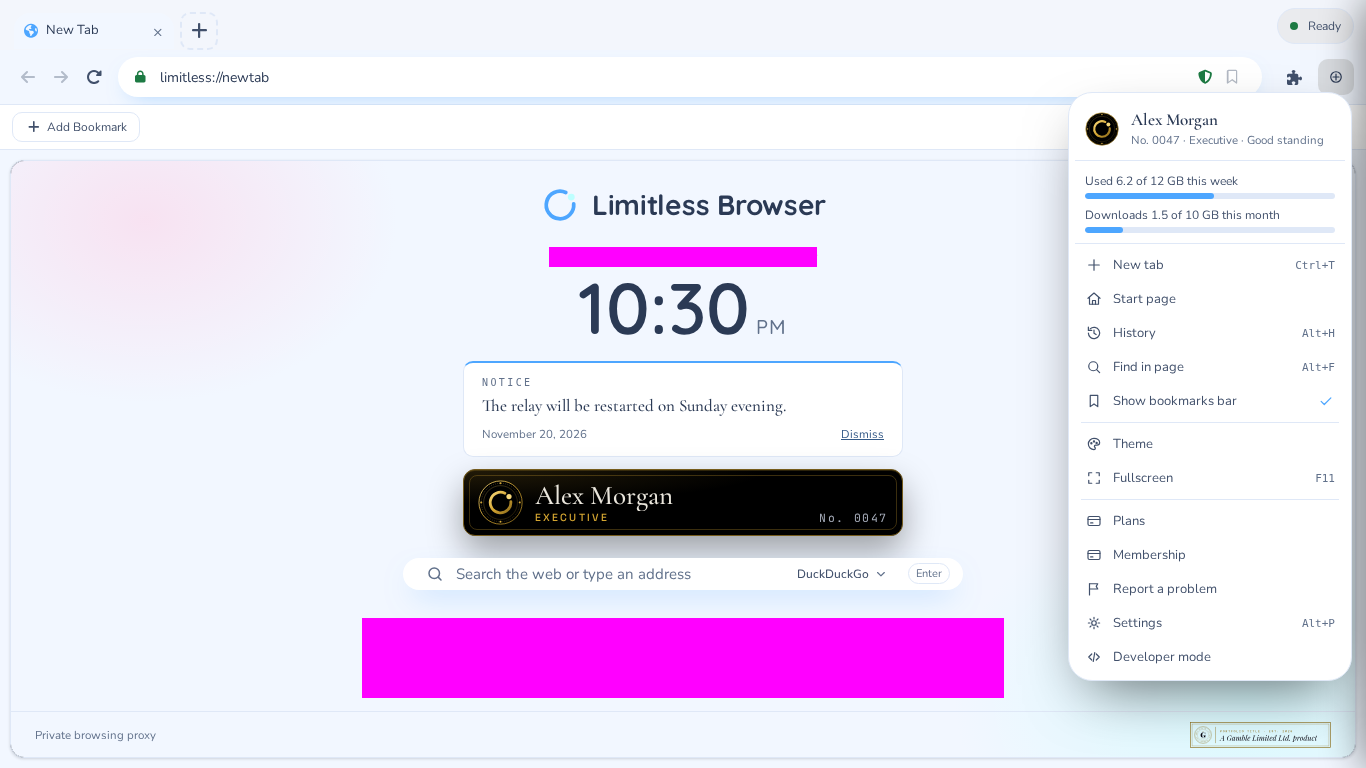 New Tab
Ready
limitless://newtab
Add Bookmark
Limitless Browser
10:30 PM
NOTICE
The relay will be restarted on Sunday evening.
November 20, 2026
Dismiss
Alex Morgan
EXECUTIVE
No. 0047
Search the web or type an address
DuckDuckGo
Enter
Private browsing proxy
G
A Gamble Limited Ltd. product
Alex Morgan
No. 0047 · Executive · Good standing
Used 6.2 of 12 GB this week
Downloads 1.5 of 10 GB this month
New tab Ctrl+T
Start page
History Alt+H
Find in page Alt+F
Show bookmarks bar
Theme
Fullscreen F11
Plans
Membership
Report a problem
Settings Alt+P
Developer mode